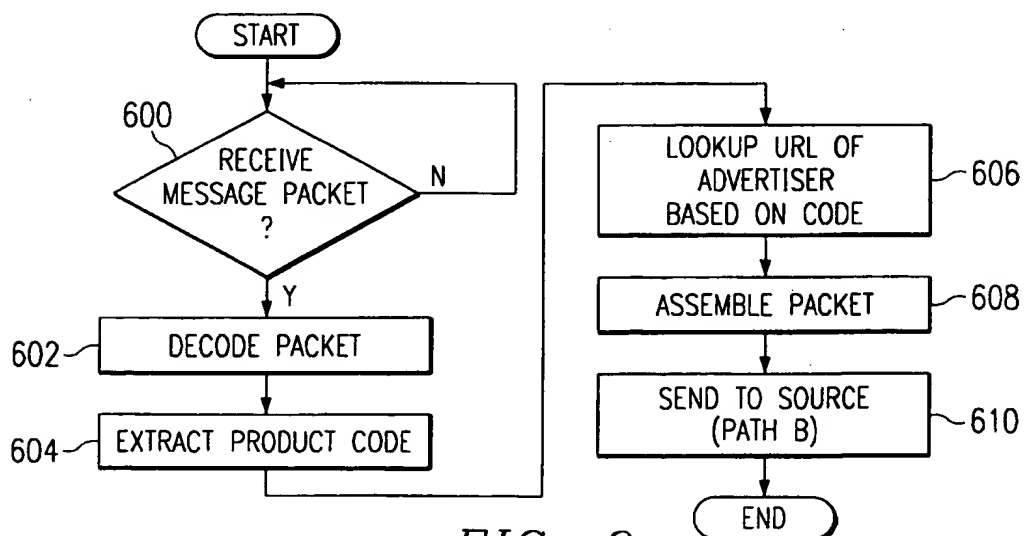 START
600
RECEIVE
MESSAGE PACKET
?
N
Y
602
DECODE PACKET
604
EXTRACT PRODUCT CODE
LOOKUP URL OF
ADVERTISER
BASED ON CODE
606
ASSEMBLE PACKET
608
SEND TO SOURCE
(PATH B)
610
END
FIG.